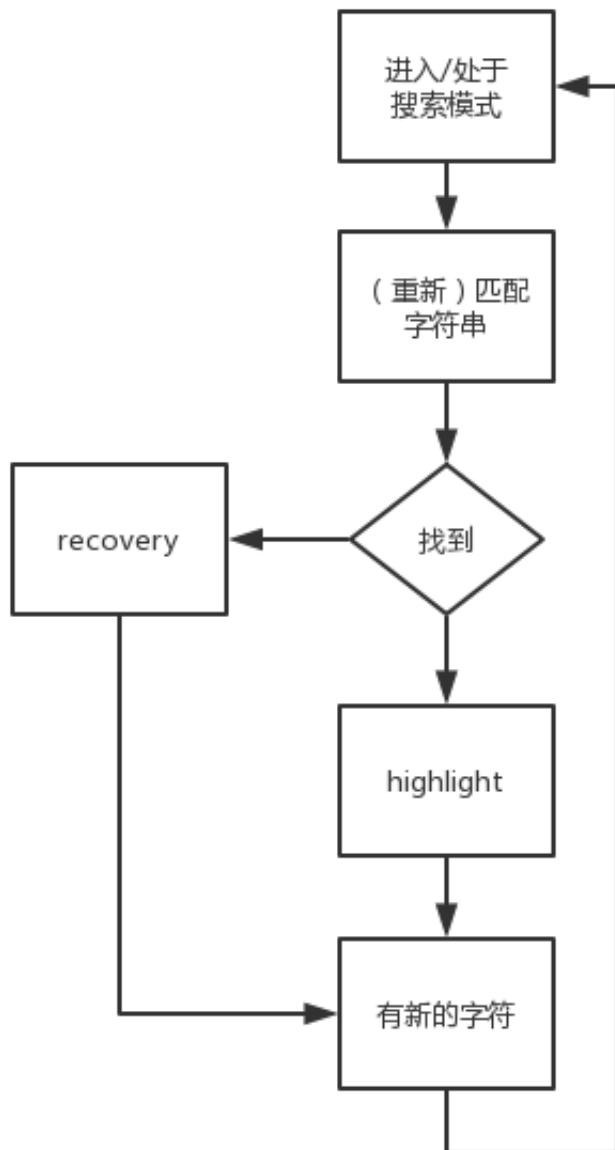 进入/处于
搜索模式
（重新）匹配
字符串
找到
recovery
highlight
有新的字符